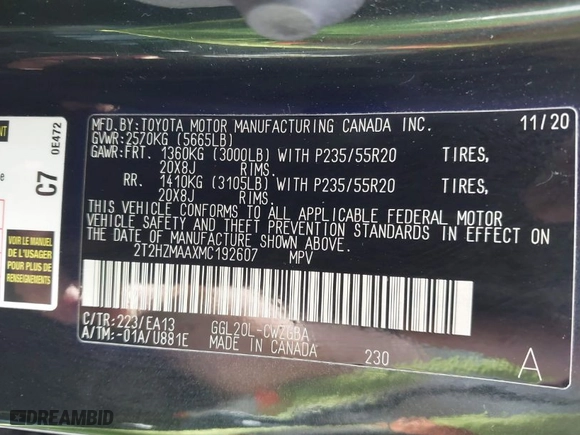 MFD.BY:TOYOTA MOTOR MANUFACTURING CANADA INC. 11/20
GVWR:2570KG (5665LB)
GAWR:FRT. 1360KG (3000LB) WITH P235/55R20 TIRES,
20X8J RIMS.
RR. 1410KG (3105LB) WITH P235/55R20 TIRES,
20X8J RIMS.
THIS VEHICLE CONFORMS TO ALL APPLICABLE FEDERAL MOTOR
VEHICLE SAFETY AND THEFT PREVENTION STANDARDS IN EFFECT ON
THE DATE OF MANUFACTURE SHOWN ABOVE.
2T2HZMAAXMC192607 MPV
C/TR:223/EA13 GGL20L-CWZGBA
A/TM:-01A/U881E MADE IN CANADA 230 A
0E472
C7
VOIR LE MANUEL
DE L'USAGER
POUR PLUS DE
PRÉCISIONS
DREAMBID